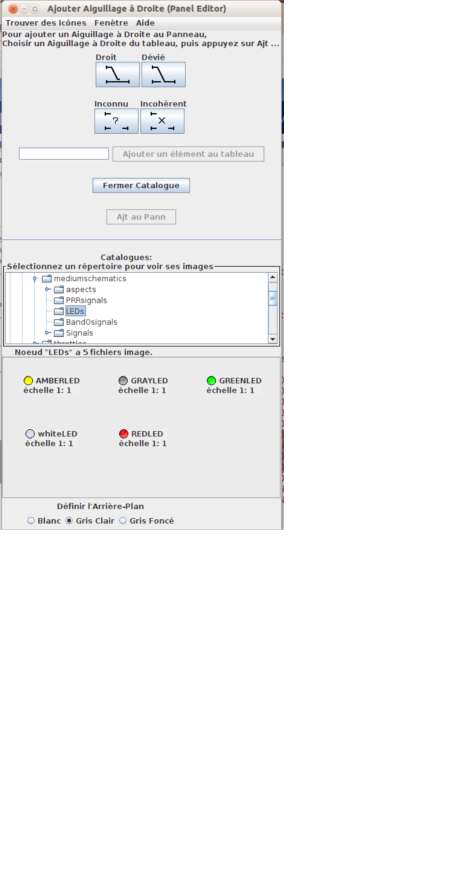 Ajouter Aiguillage à Droite (Panel Editor)
Trouver des Icônes Fenêtre Aide
Pour ajouter un Aiguillage à Droite au Panneau,
Choisir un Aiguillage à Droite du tableau, puis appuyez sur Ajt ...
Droit Dévié
Inconnu Incohérent
Ajouter un élément au tableau
Fermer Catalogue
Ajt au Pann
Catalogues:
Sélectionnez un répertoire pour voir ses images
mediumschematics
aspects
PRRsignals
LEDs
Band0signals
Signals
throttles
Noeud "LEDs" a 5 fichiers image.
AMBERLED GRAYLED GREENLED
échelle 1: 1 échelle 1: 1 échelle 1: 1
whiteLED REDLED
échelle 1: 1 échelle 1: 1
Définir l'Arrière-Plan
Blanc Gris Clair Gris Foncé